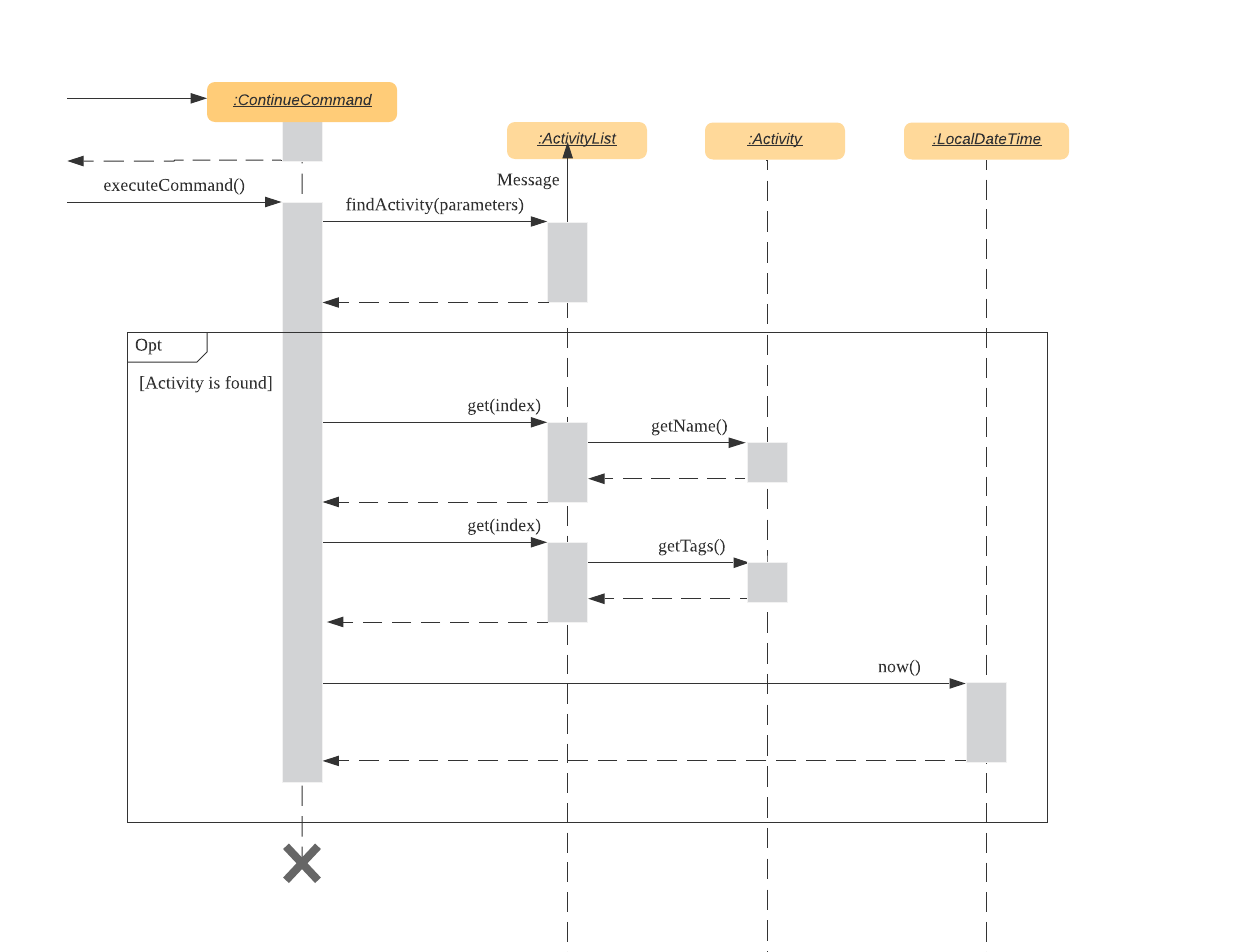 :ContinueCommand
:ActivityList
:Activity
:LocalDateTime
Message
executeCommand()
findActivity(parameters)
Opt
[Activity is found]
get(index)
getName()
get(index)
getTags()
now()